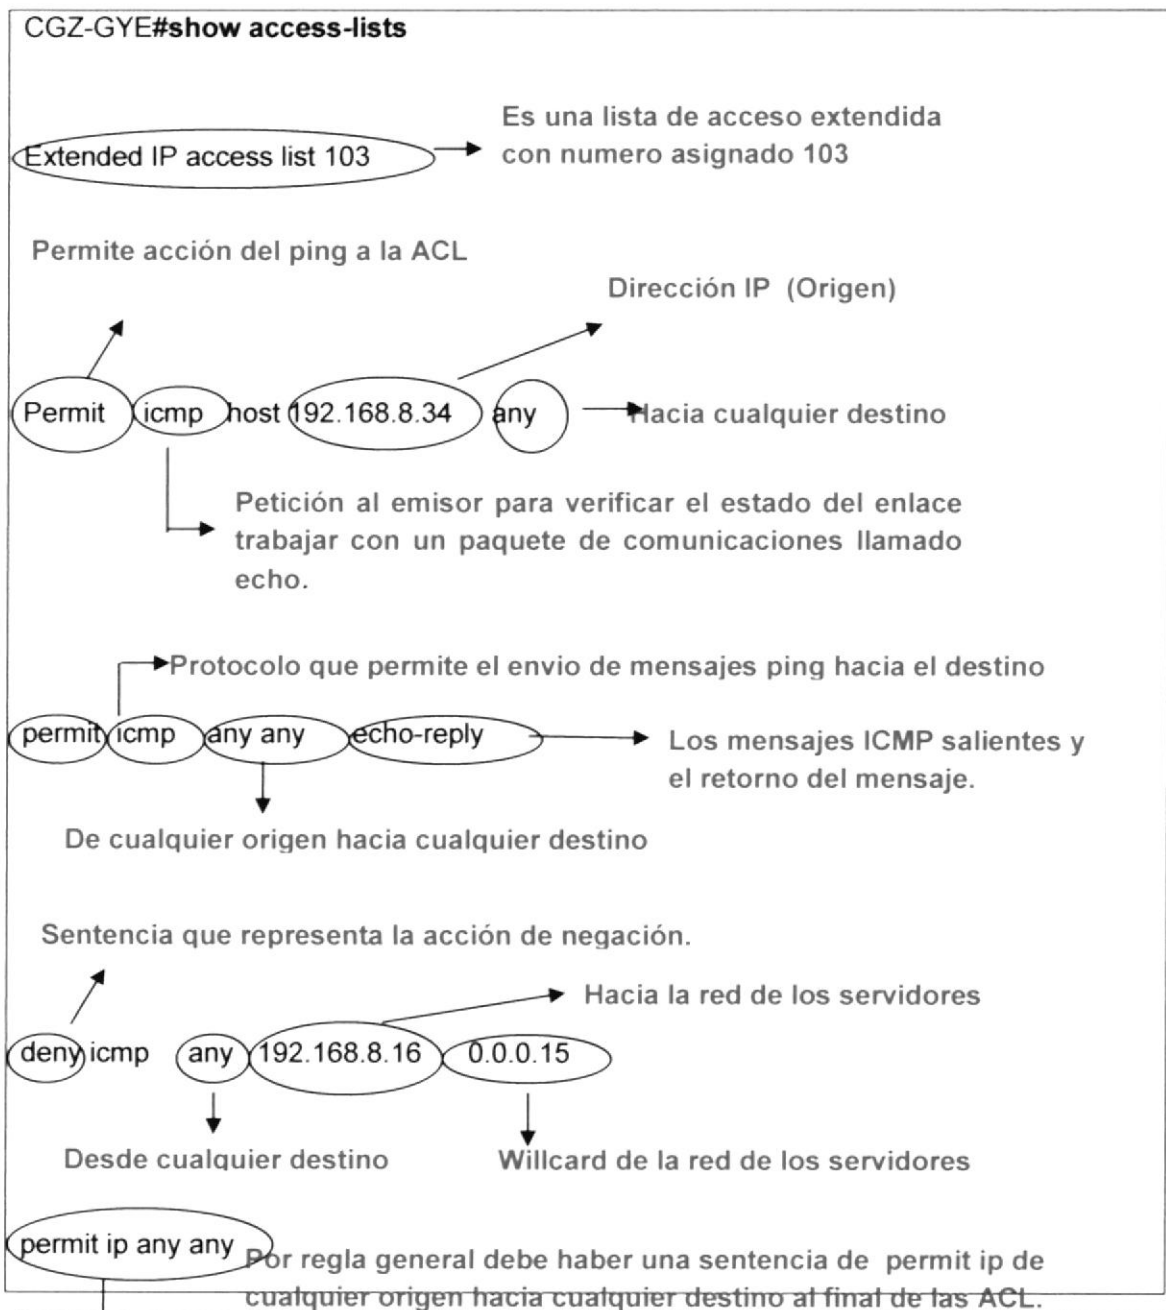 CGZ-GYE#show access-lists
Es una lista de acceso extendida
con numero asignado 103
Extended IP access list 103
Permite acción del ping a la ACL
Dirección IP (Origen)
Permit icmp host 192.168.8.34 any
Hacia cualquier destino
Petición al emisor para verificar el estado del enlace
trabajar con un paquete de comunicaciones llamado
echo.
Protocolo que permite el envio de mensajes ping hacia el destino
permit icmp any any echo-reply
Los mensajes ICMP salientes y
el retorno del mensaje.
De cualquier origen hacia cualquier destino
Sentencia que representa la acción de negación.
Hacia la red de los servidores
deny icmp any 192.168.8.16 0.0.0.15
Desde cualquier destino
Willcard de la red de los servidores
permit ip any any
Por regla general debe haber una sentencia de permit ip de
cualquier origen hacia cualquier destino al final de las ACL.